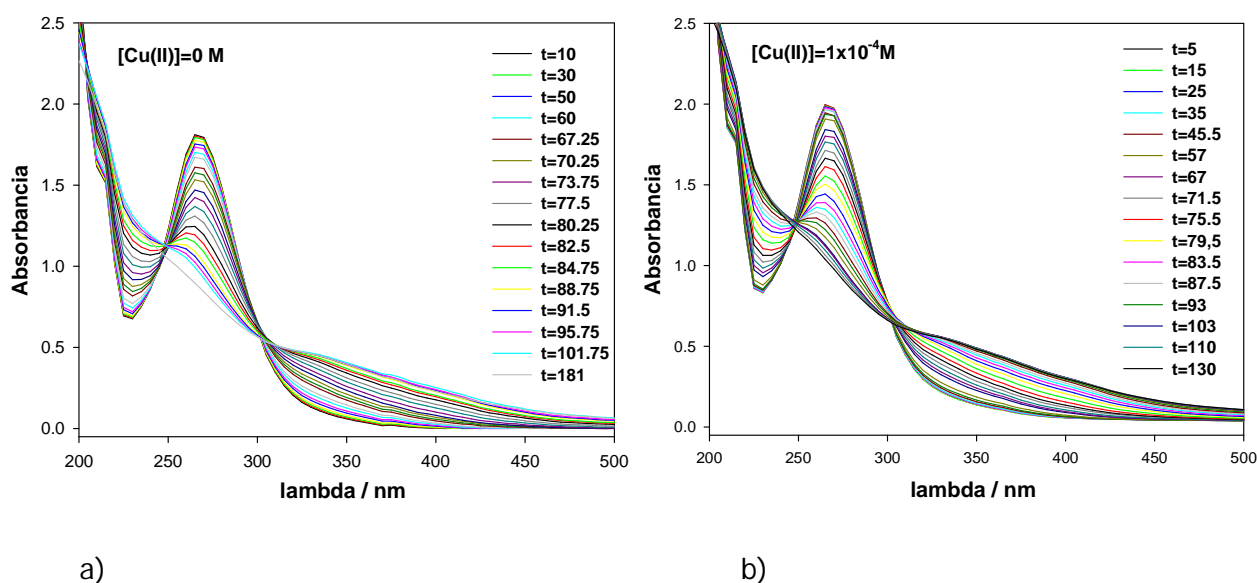 2.5
2.0
1.5
1.0
0.5
0.0
Absorbancia
[Cu(II)]=0 M
t=10
t=30
t=50
t=60
t=67.25
t=70.25
t=73.75
t=77.5
t=80.25
t=82.5
t=84.75
t=88.75
t=91.5
t=95.75
t=101.75
t=181
200 250 300 350 400 450 500
lambda / nm
a)
2.5
2.0
1.5
1.0
0.5
0.0
Absorbancia
[Cu(II)]=1x10⁻⁴M
t=5
t=15
t=25
t=35
t=45.5
t=57
t=67
t=71.5
t=75.5
t=79.5
t=83.5
t=87.5
t=93
t=103
t=110
t=130
200 250 300 350 400 450 500
lambda / nm
b)